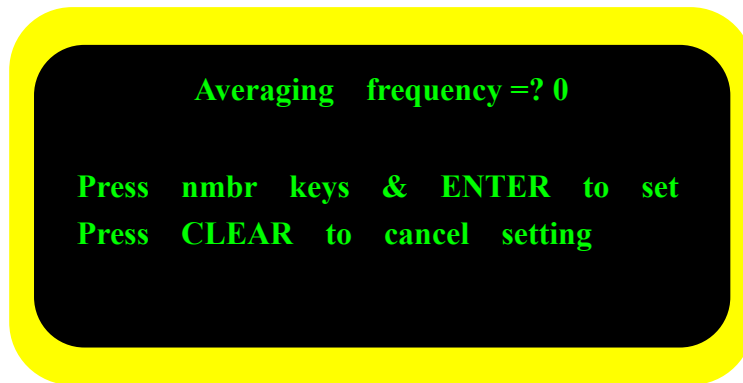 Averaging frequency =? 0
Press nmbr keys & ENTER to set
Press CLEAR to cancel setting